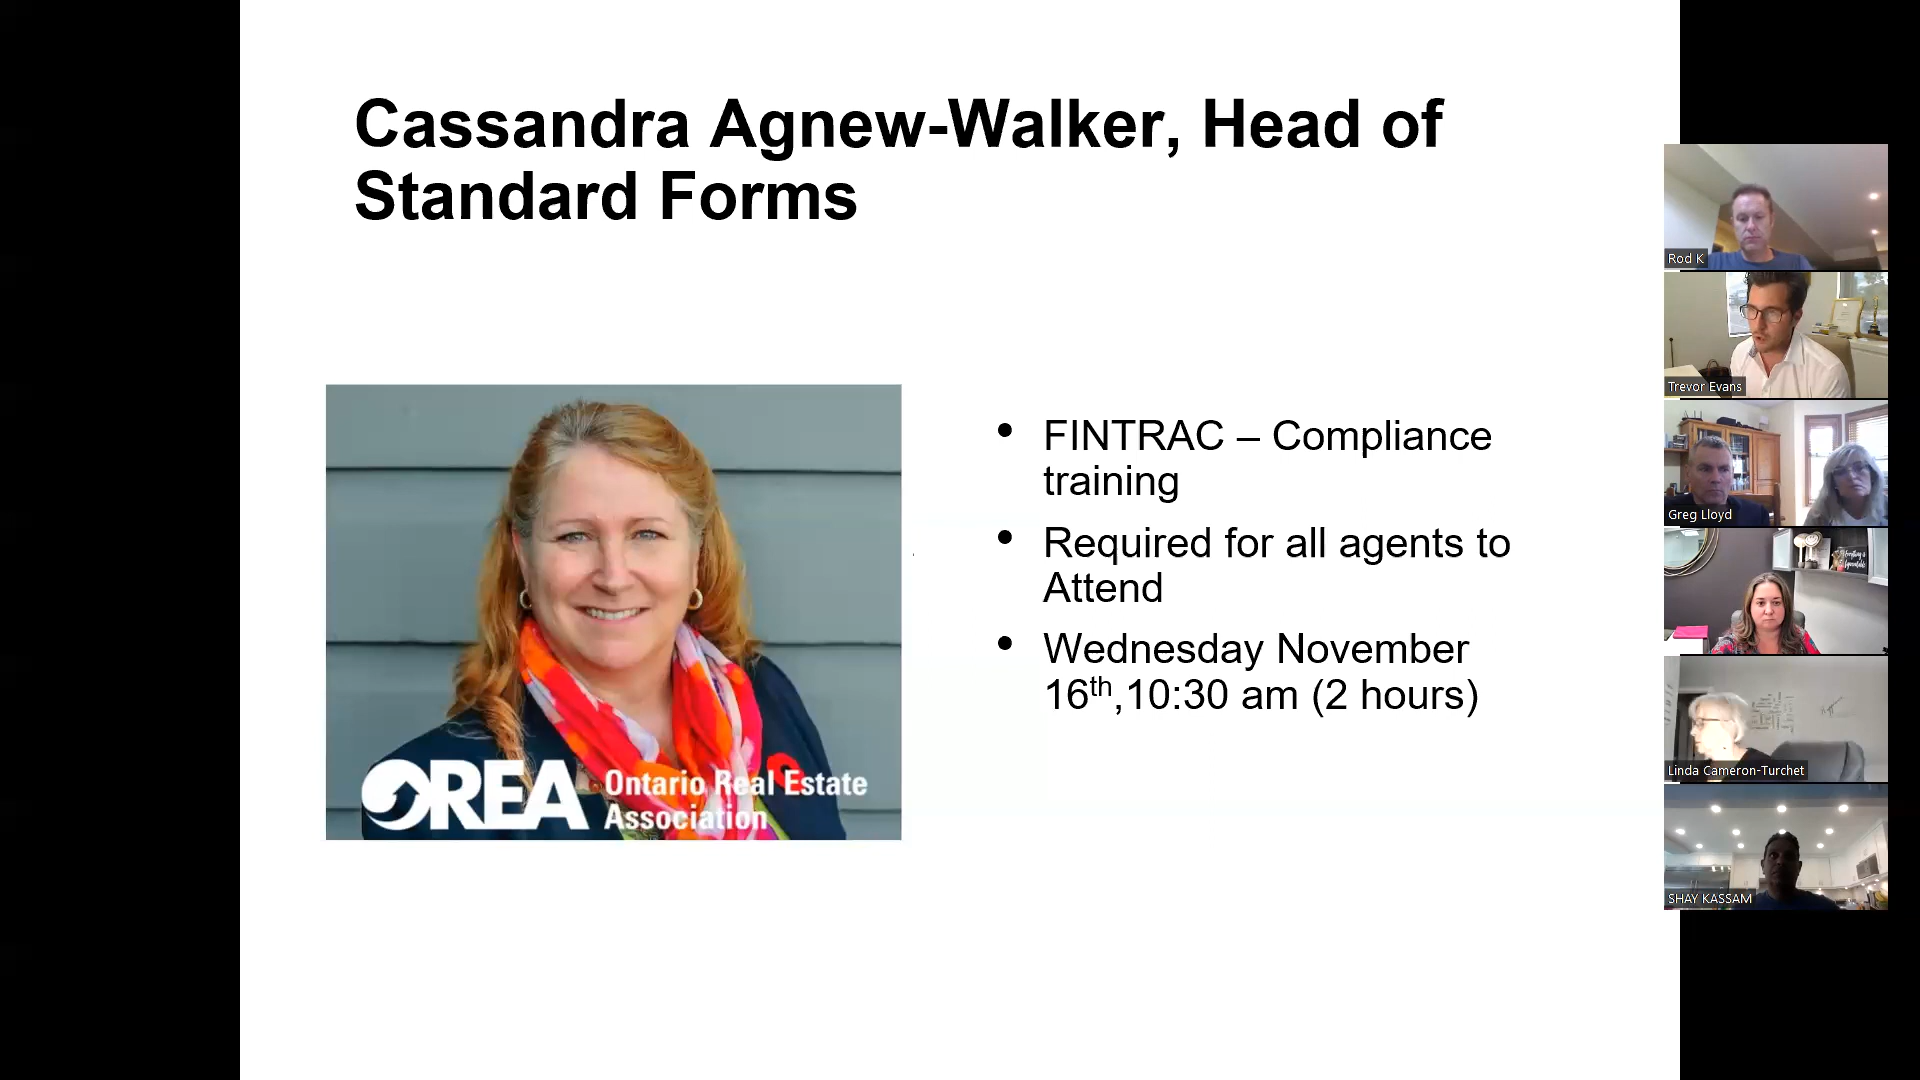 Cassandra Agnew-Walker, Head of
Standard Forms
FINTRAC – Compliance
training
Required for all agents to
Attend
Wednesday November
16th,10:30 am (2 hours)
OREA Ontario Real Estate
Association
Rod K
Trevor Evans
Greg Lloyd
Linda Cameron-Turchet
SHAY KASSAM